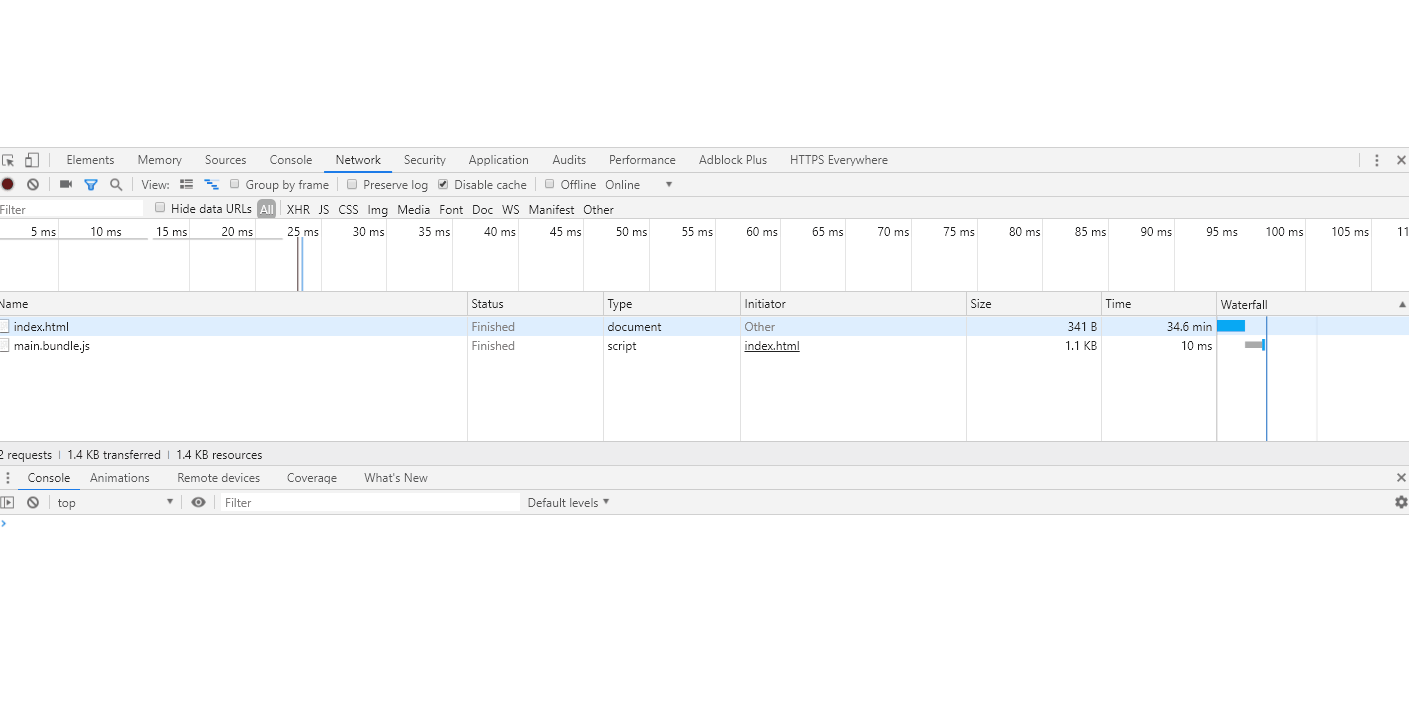 Elements Memory Sources Console Network Security Application Audits Performance Adblock Plus HTTPS Everywhere
View: Group by frame Preserve log Disable cache Offline Online
Filter Hide data URLs All XHR JS CSS Img Media Font Doc WS Manifest Other
5 ms 10 ms 15 ms 20 ms 25 ms 30 ms 35 ms 40 ms 45 ms 50 ms 55 ms 60 ms 65 ms 70 ms 75 ms 80 ms 85 ms 90 ms 95 ms 100 ms 105 ms 11
Name Status Type Initiator Size Time Waterfall
index.html Finished document Other 341 B 34.6 min
main.bundle.js Finished script index.html 1.1 KB 10 ms
2 requests 1.4 KB transferred 1.4 KB resources
Console Animations Remote devices Coverage What's New
top Filter Default levels